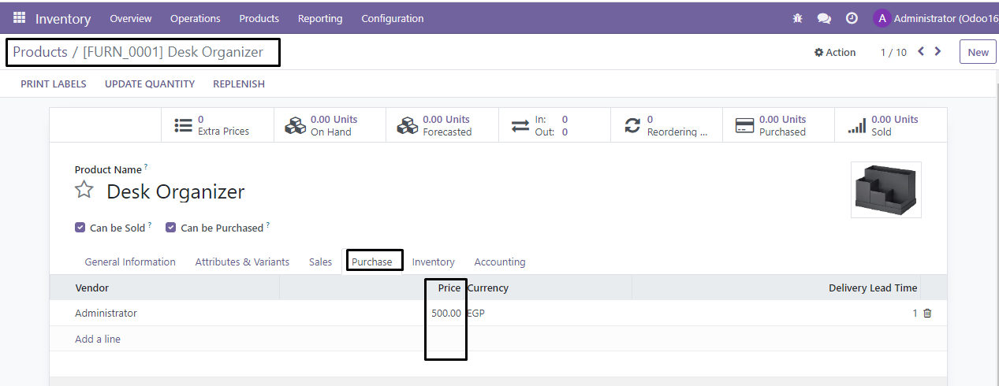 Inventory Overview Operations Products Reporting Configuration A Administrator (Odoo16
Products / [FURN_0001] Desk Organizer Action 1 / 10 New
PRINT LABELS UPDATE QUANTITY REPLENISH
0 0.00 Units 0.00 Units In: 0 0 0.00 Units 0.00 Units
Extra Prices On Hand Forecasted Out: 0 Reordering ... Purchased Sold
Product Name ?
Desk Organizer
Can be Sold ? Can be Purchased ?
General Information Attributes & Variants Sales Purchase Inventory Accounting
Vendor Price Currency Delivery Lead Time
Administrator 500.00 EGP 1
Add a line